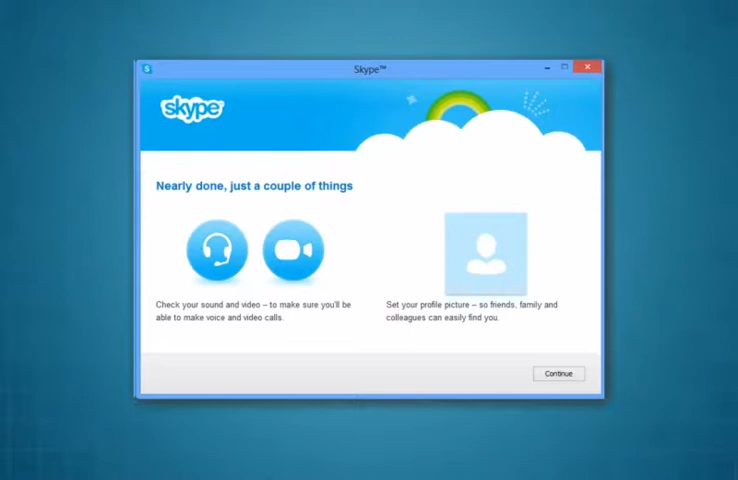 Skype™
skype™
Nearly done, just a couple of things
Check your sound and video – to make sure you'll be
able to make voice and video calls.
Set your profile picture – so friends, family and
colleagues can easily find you.
Continue